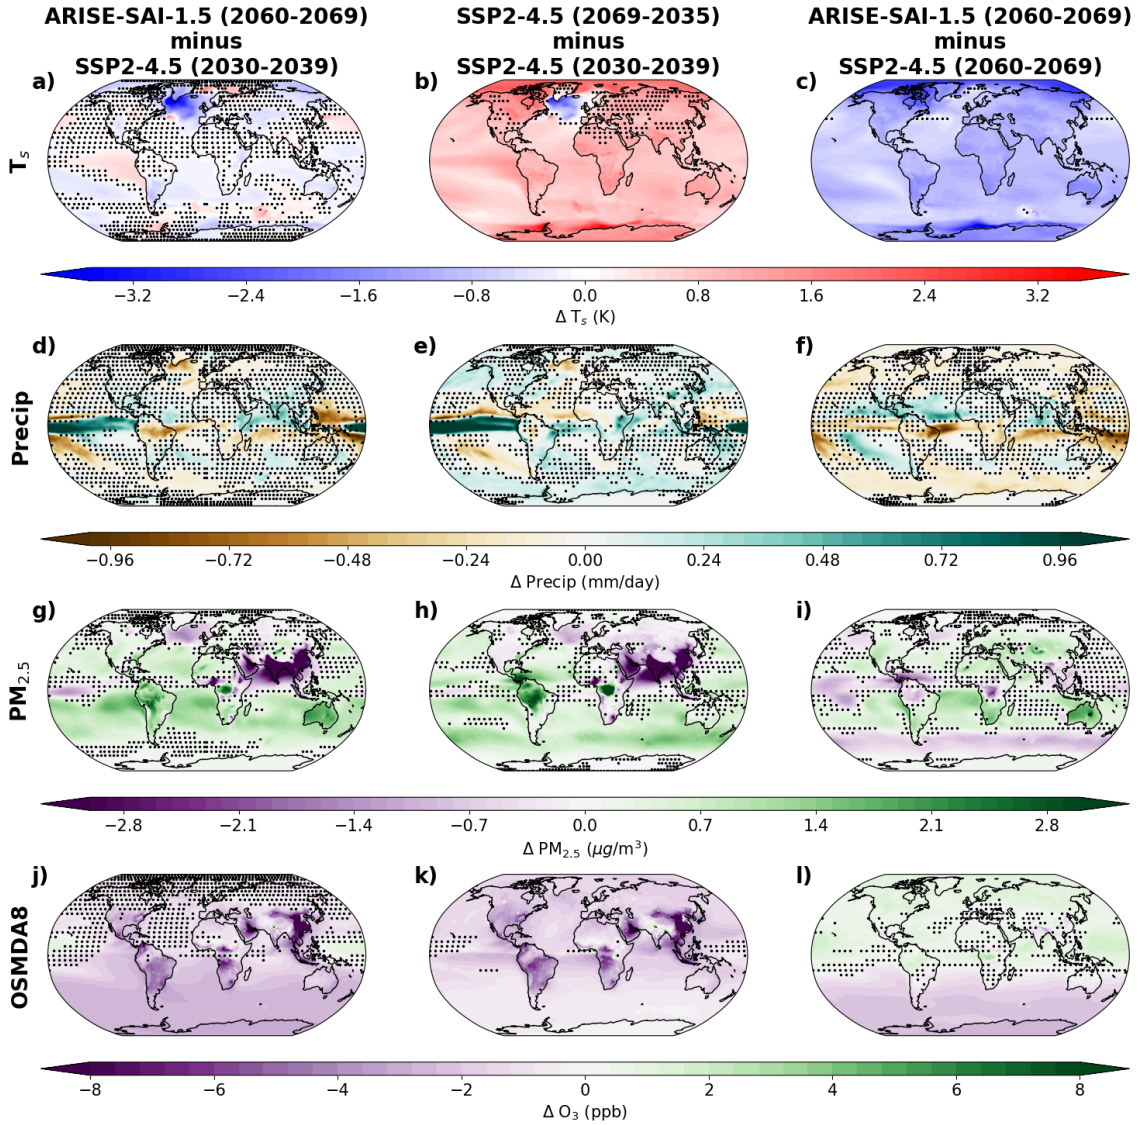 ARISE-SAI-1.5 (2060-2069)
minus
SSP2-4.5 (2030-2039)
SSP2-4.5 (2069-2035)
minus
SSP2-4.5 (2030-2039)
ARISE-SAI-1.5 (2060-2069)
minus
SSP2-4.5 (2060-2069)
a) b) c)
Ts
−3.2 −2.4 −1.6 −0.8 0.0 0.8 1.6 2.4 3.2
Δ Ts (K)
d) e) f)
Precip
−0.96 −0.72 −0.48 −0.24 0.00 0.24 0.48 0.72 0.96
Δ Precip (mm/day)
g) h) i)
PM2.5
−2.8 −2.1 −1.4 −0.7 0.0 0.7 1.4 2.1 2.8
Δ PM2.5 (μg/m³)
j) k) l)
OSMDA8
−8 −6 −4 −2 0 2 4 6 8
Δ O3 (ppb)